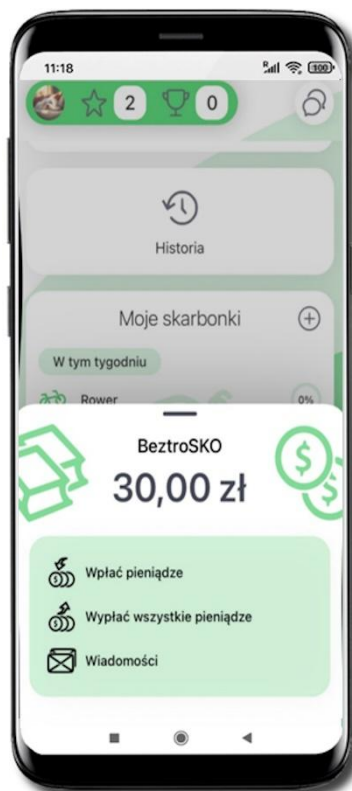 11:18
R
100
2
0
Historia
Moje skarbonki
W tym tygodniu
Rower
0%
BeztroSKO
30,00 zł
Wpłać pieniądze
Wypłać wszystkie pieniądze
Wiadomości